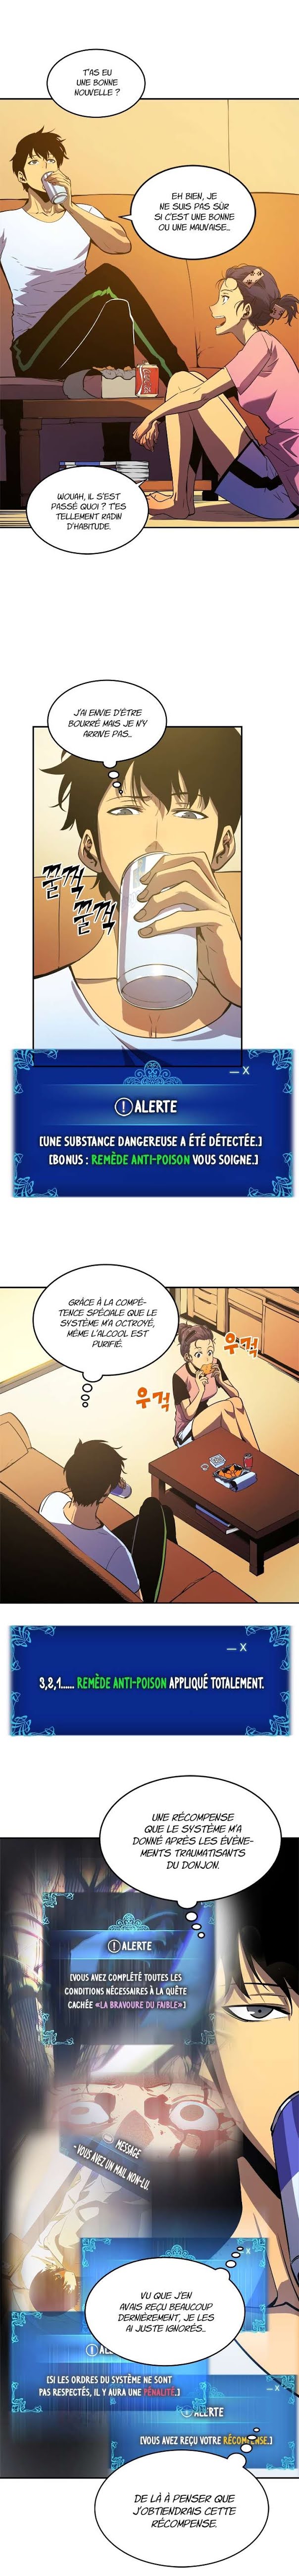 T'AS EU
UNE BONNE
NOUVELLE ?
EH BIEN, JE
NE SUIS PAS SÛR
SI C'EST UNE BONNE
OU UNE MAUVAISE...
WOUAH, IL S'EST
PASSÉ QUOI ? T'ES
TELLEMENT RADIN
D'HABITUDE.
J'AI ENVIE D'ÊTRE
BOURRÉ MAIS JE N'Y
ARRIVE PAS...
꿀꺽
꿀꺽
— X
! ALERTE
[UNE SUBSTANCE DANGEREUSE A ÉTÉ DÉTECTÉE.]
[BONUS : REMÈDE ANTI-POISON VOUS SOIGNE.]
GRÂCE À LA COMPÉ-
TENCE SPÉCIALE QUE LE
SYSTÈME M'A OCTROYÉ,
MÊME L'ALCOOL EST
PURIFIÉ.
우걱
우걱
— X
3,2,1...... REMÈDE ANTI-POISON APPLIQUÉ TOTALEMENT.
UNE RÉCOMPENSE
QUE LE SYSTÈME M'A
DONNÉ APRÈS LES ÉVÈNE-
MENTS TRAUMATISANTS
DU DONJON.
! ALERTE
[VOUS AVEZ COMPLÉTÉ TOUTES LES
CONDITIONS NÉCESSAIRES À LA QUÊTE
CACHÉE «LA BRAVOURE DU FAIBLE»]
MESSAGE
- VOUS AVEZ UN MAIL NON-LU.
VU QUE J'EN
AVAIS REÇU BEAUCOUP
DERNIÈREMENT, JE LES
AI JUSTE IGNORÉS...
! AL
[SI LES ORDRES DU SYSTÈME NE SONT
PAS RESPECTÉS, IL Y AURA UNE PÉNALITÉ.]
— X
! ALERTE
[VOUS AVEZ REÇU VOTRE RÉCOMPENSE.]
DE LÀ À PENSER QUE
J'OBTIENDRAIS CETTE
RÉCOMPENSE.